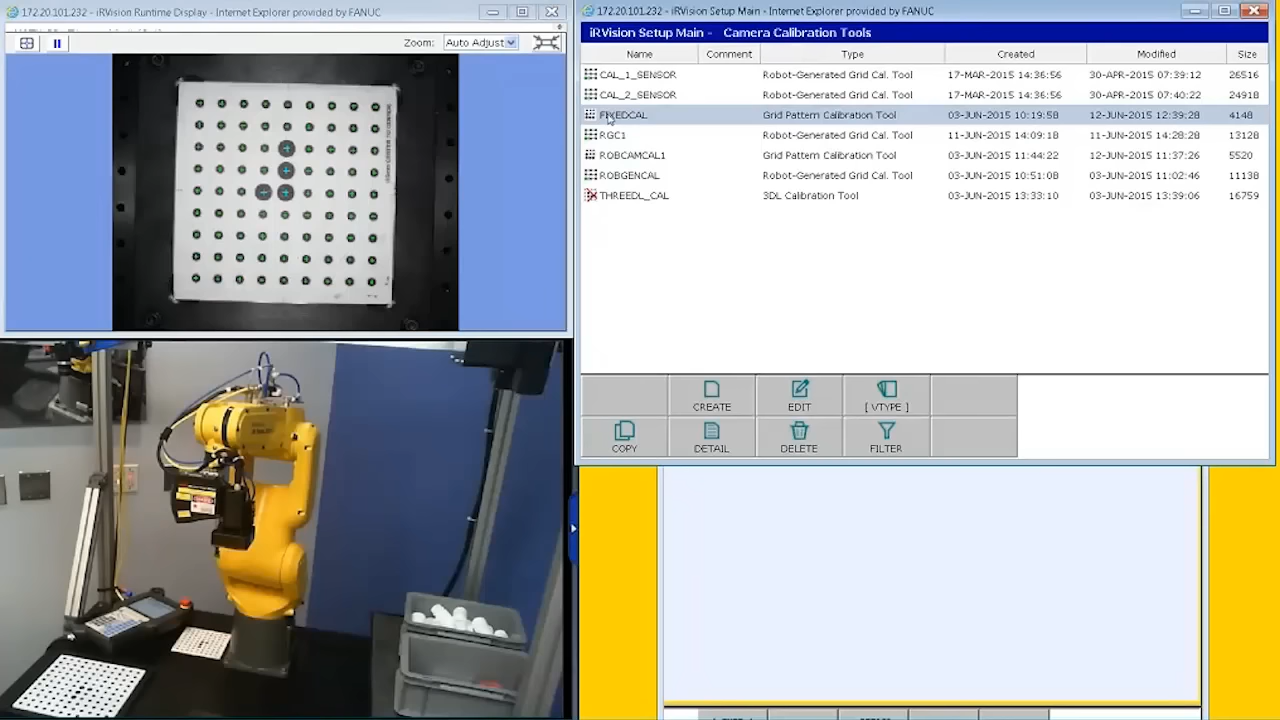 172.20.101.232 - iRVision Runtime Display - Internet Explorer provided by FANUC
Zoom: Auto Adjust
172.20.101.232 - iRVision Setup Main - Internet Explorer provided by FANUC
iRVision Setup Main - Camera Calibration Tools
Name Comment Type Created Modified Size
CAL_1_SENSOR Robot-Generated Grid Cal. Tool 17-MAR-2015 14:36:56 30-APR-2015 07:39:12 26516
CAL_2_SENSOR Robot-Generated Grid Cal. Tool 17-MAR-2015 14:36:56 30-APR-2015 07:40:22 24918
FIXEDCAL Grid Pattern Calibration Tool 03-JUN-2015 10:19:58 12-JUN-2015 12:39:28 4148
RGC1 Robot-Generated Grid Cal. Tool 11-JUN-2015 14:09:18 11-JUN-2015 14:28:28 13128
ROBCAMCAL1 Grid Pattern Calibration Tool 03-JUN-2015 11:44:22 12-JUN-2015 11:37:26 5520
ROBGENCAL Robot-Generated Grid Cal. Tool 03-JUN-2015 10:51:08 03-JUN-2015 11:02:46 11138
THREEDL_CAL 3DL Calibration Tool 03-JUN-2015 13:33:10 03-JUN-2015 13:39:06 16759
CREATE EDIT [ VTYPE ]
COPY DETAIL DELETE FILTER